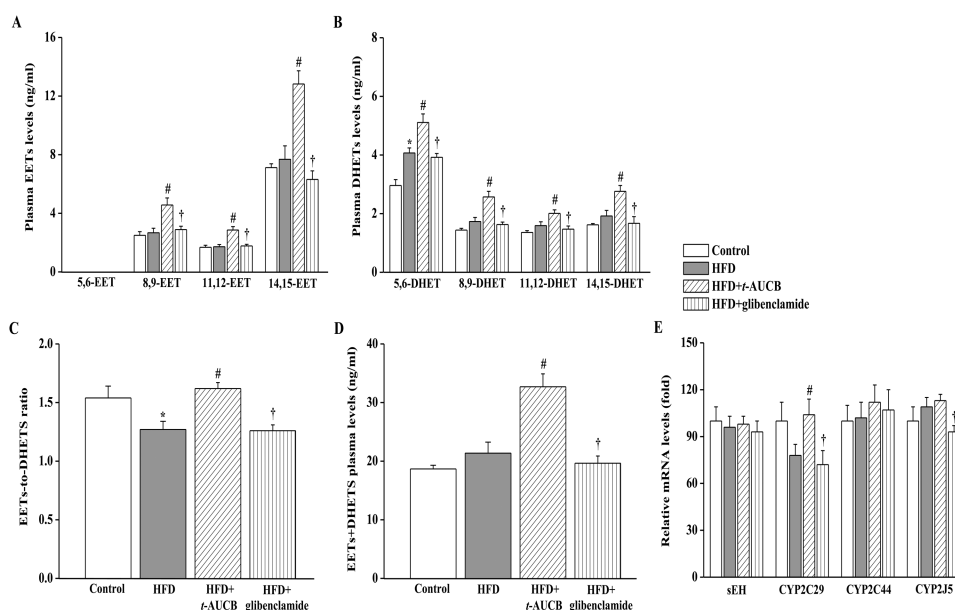 A
Plasma EETs levels (ng/ml)
16
12
8
4
0
#
†
#
†
#
†
5,6-EET 8,9-EET 11,12-EET 14,15-EET
B
Plasma DHETs levels (ng/ml)
8
6
4
2
0
*
#
†
#
†
#
†
#
†
5,6-DHET 8,9-DHET 11,12-DHET 14,15-DHET
Control
HFD
HFD+t-AUCB
HFD+glibenclamide
C
EETs-to-DHETS ratio
2.0
1.5
1.0
0.5
0.0
*
#
†
Control HFD HFD+ HFD+
t-AUCB glibenclamide
D
EETs+DHETS plasma levels (ng/ml)
40
30
20
10
0
#
†
Control HFD HFD+ HFD+
t-AUCB glibenclamide
E
Relative mRNA levels (fold)
150
120
90
60
30
0
#
†
†
sEH CYP2C29 CYP2C44 CYP2J5